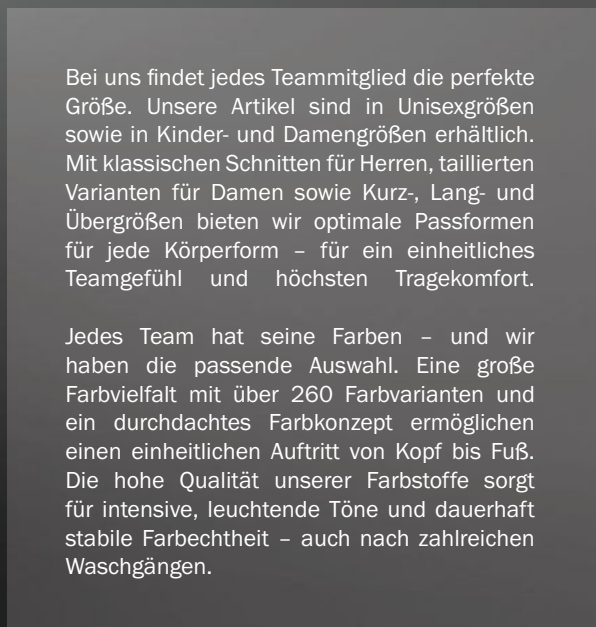 Bei uns findet jedes Teammitglied die perfekte
Größe. Unsere Artikel sind in Unisexgrößen
sowie in Kinder- und Damengrößen erhältlich.
Mit klassischen Schnitten für Herren, taillierten
Varianten für Damen sowie Kurz-, Lang- und
Übergrößen bieten wir optimale Passformen
für jede Körperform – für ein einheitliches
Teamgefühl und höchsten Tragekomfort.

Jedes Team hat seine Farben – und wir
haben die passende Auswahl. Eine große
Farbvielfalt mit über 260 Farbvarianten und
ein durchdachtes Farbkonzept ermöglichen
einen einheitlichen Auftritt von Kopf bis Fuß.
Die hohe Qualität unserer Farbstoffe sorgt
für intensive, leuchtende Töne und dauerhaft
stabile Farbechtheit – auch nach zahlreichen
Waschgängen.